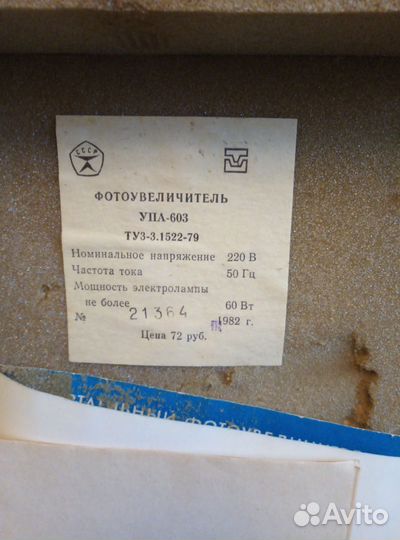 СССР
ФОТОУВЕЛИЧИТЕЛЬ
УПА-603
ТУ3-3.1522-79
Номинальное напряжение 220 В
Частота тока 50 Гц
Мощность электролампы
не более 60 Вт
№ 21364 1982 г.
Цена 72 руб.
Avito